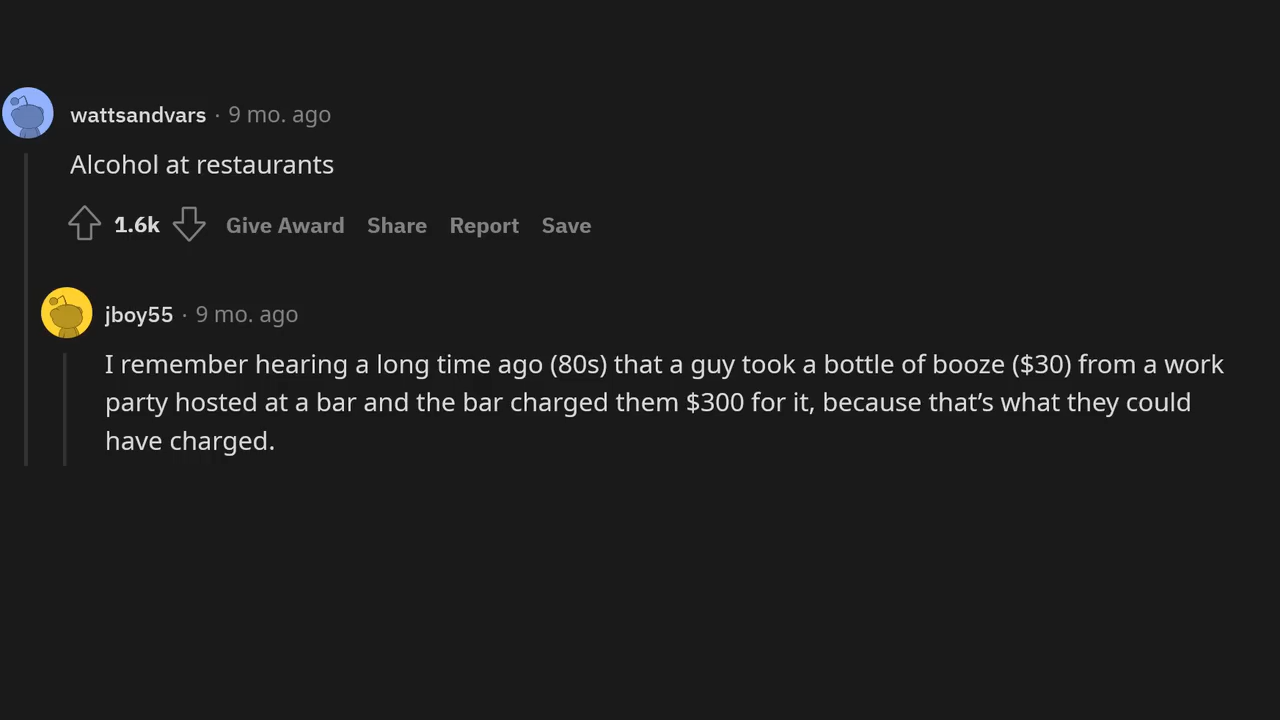 wattsandvars · 9 mo. ago
Alcohol at restaurants
1.6k Give Award Share Report Save
jboy55 · 9 mo. ago
I remember hearing a long time ago (80s) that a guy took a bottle of booze ($30) from a work
party hosted at a bar and the bar charged them $300 for it, because that’s what they could
have charged.